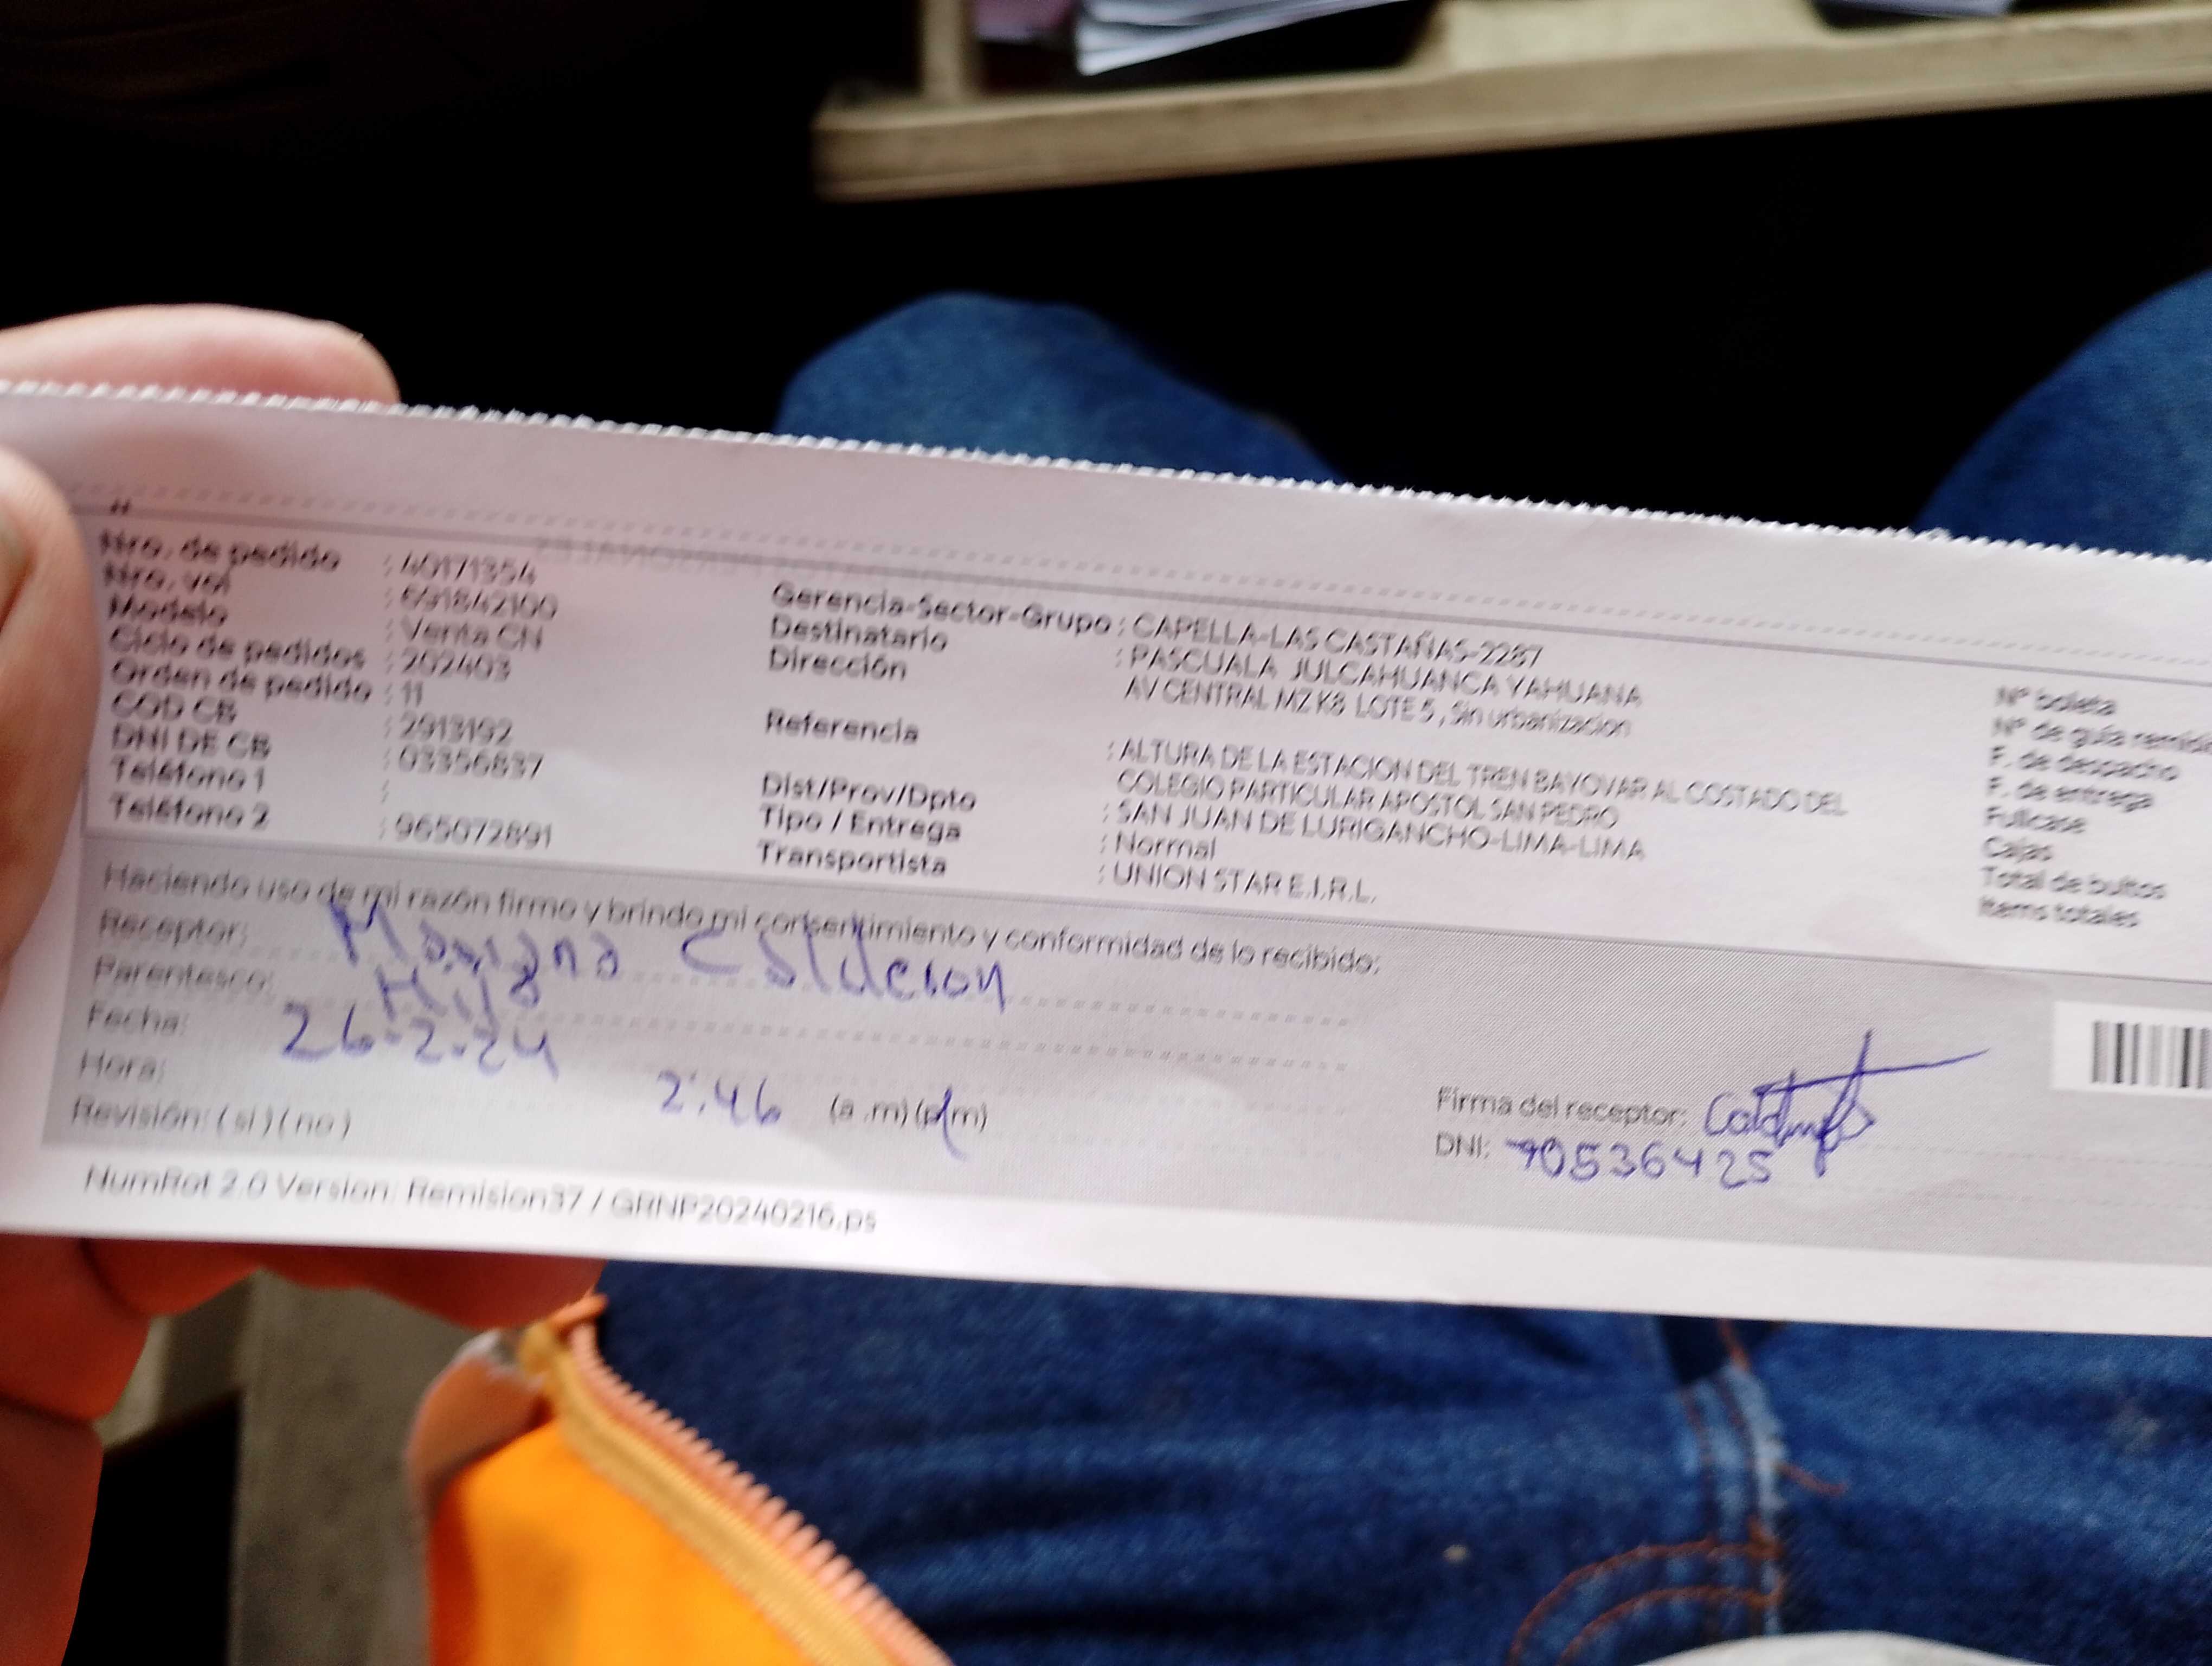 Nro. de pedido : 40171354
Nro. vol : 691842100
Modelo : Venta CN
Ciclo de pedidos : 202403
Orden de pedido : 11
COD CB : 2913192
DNI DE CB : 03356837
Teléfono 1 :
Teléfono 2 : 965072891
Gerencia-Sector-Grupo : CAPELLA-LAS CASTAÑAS-2267
Destinatario : PASCUALA JULCAHUANCA YAHUANA
Dirección AV CENTRAL MZ K8 LOTE 5 , Sin urbanizacion
Referencia : ALTURA DE LA ESTACION DEL TREN BAYOVAR AL COSTADO DEL
COLEGIO PARTICULAR APOSTOL SAN PEDRO
Dist/Prov/Dpto : SAN JUAN DE LURIGANCHO-LIMA-LIMA
Tipo / Entrega : Normal
Transportista : UNION STAR E.I.R.L.
N° boleta
N° de guía remisió
F. de despacho
F. de entrega
Fullcase
Cajas
Total de bultos
Items totales
Haciendo uso de mi razón firmo y brindo mi consentimiento y conformidad de lo recibido:
Receptor:
Parentesco:
Fecha: 26.2.24
Hora: 2:46 (a .m) (p.m)
Revisión: ( si ) ( no )
Firma del receptor:
DNI: 70536425
NumRot 2.0 Version: Remision37 / GRNP20240216.ps